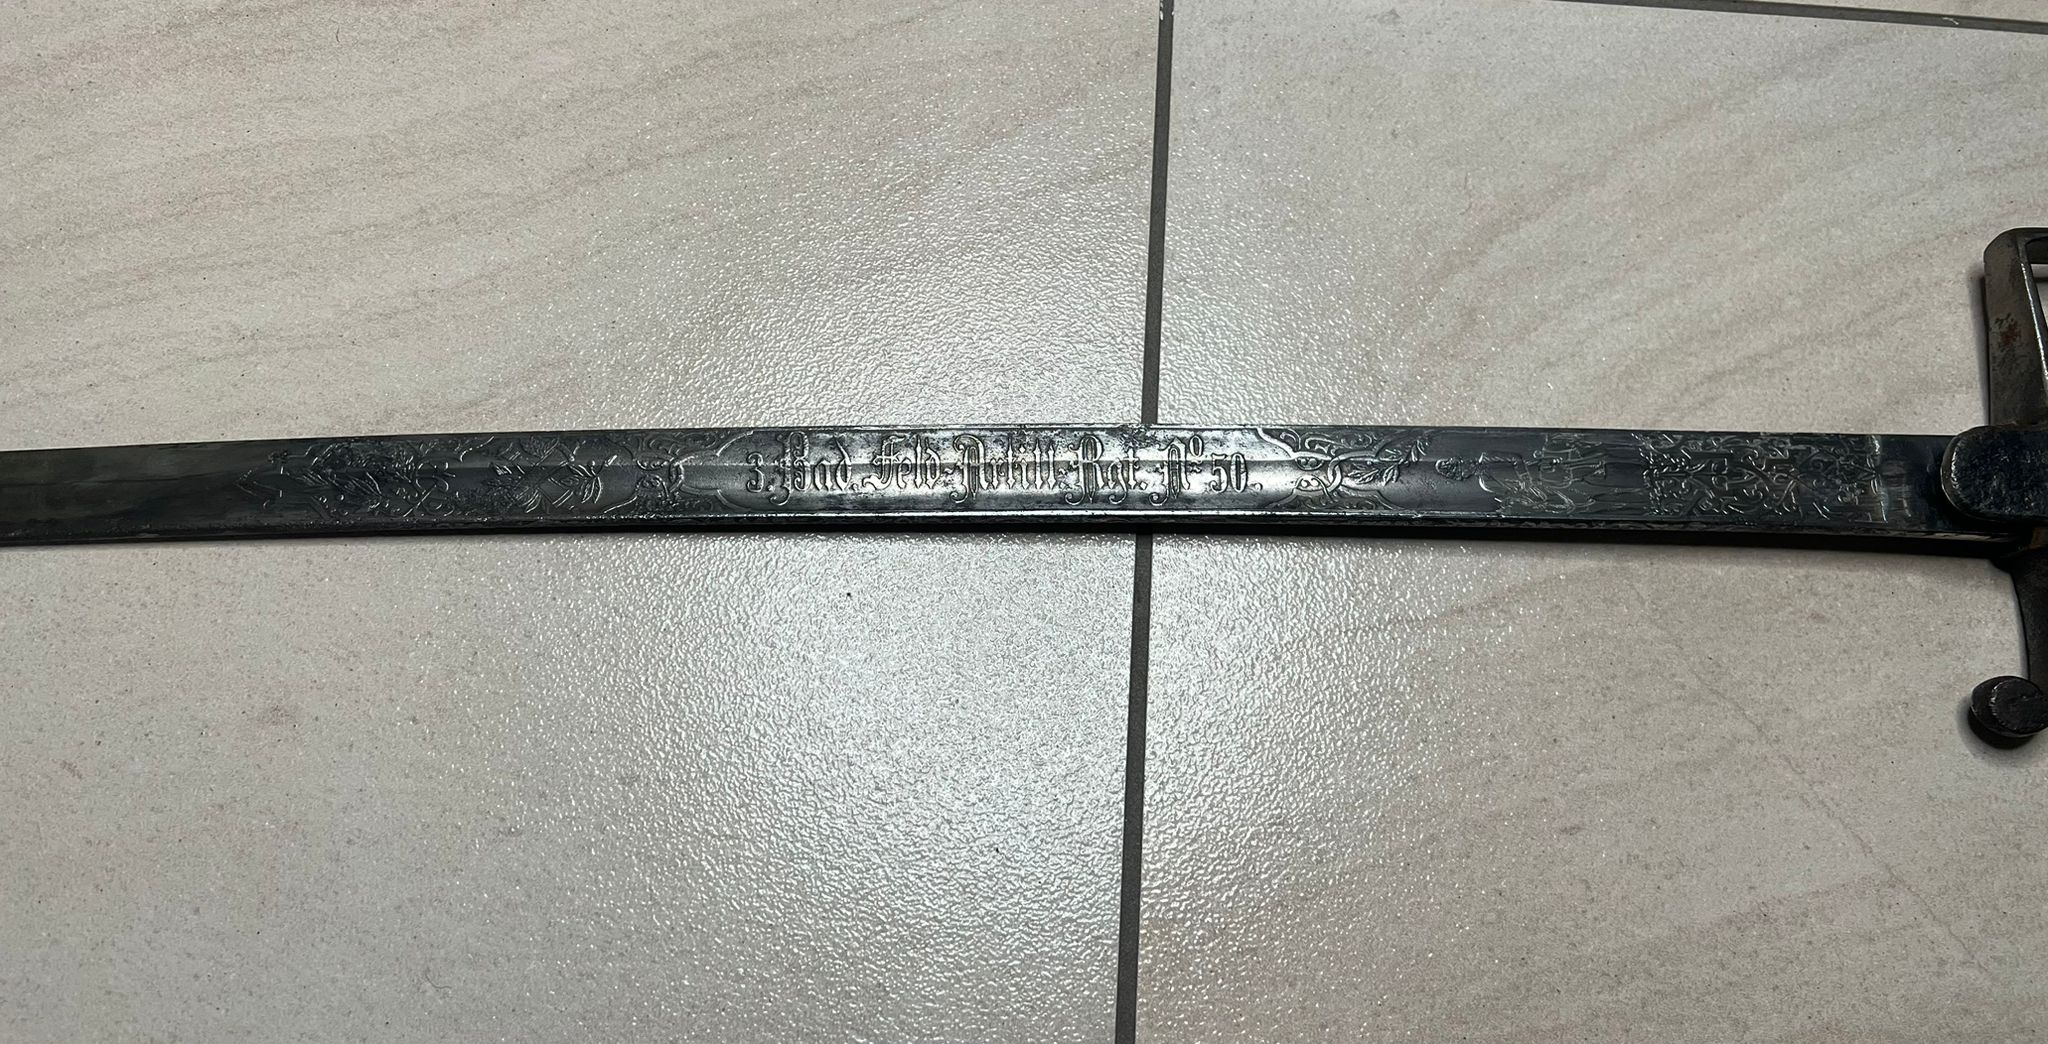 3. Bad. Feld-Artill.-Rgt. No 50.